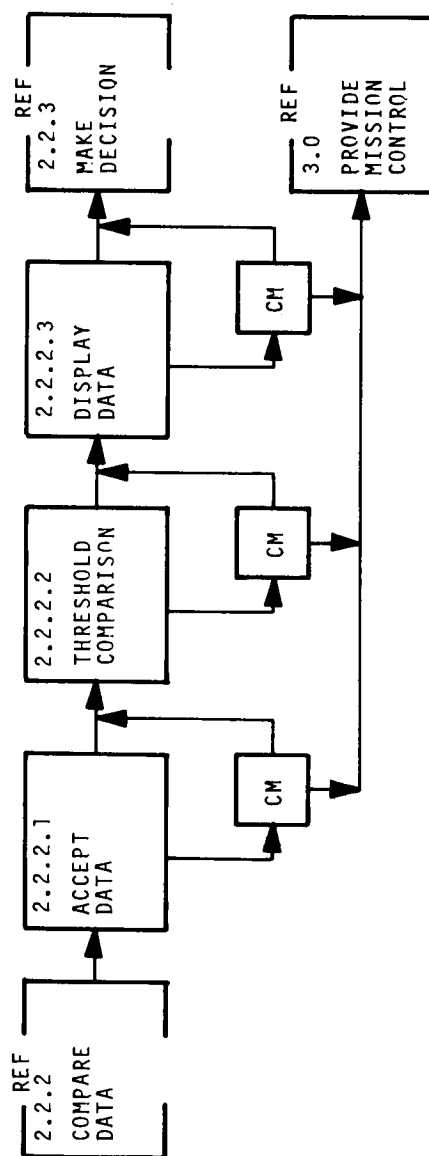 REF
2.2.2
COMPARE
DATA
2.2.2.1
ACCEPT
DATA
2.2.2.2
THRESHOLD
COMPARISON
2.2.2.3
DISPLAY
DATA
REF
2.2.3
MAKE
DECISION
CM
CM
CM
REF
3.0
PROVIDE
MISSION
CONTROL